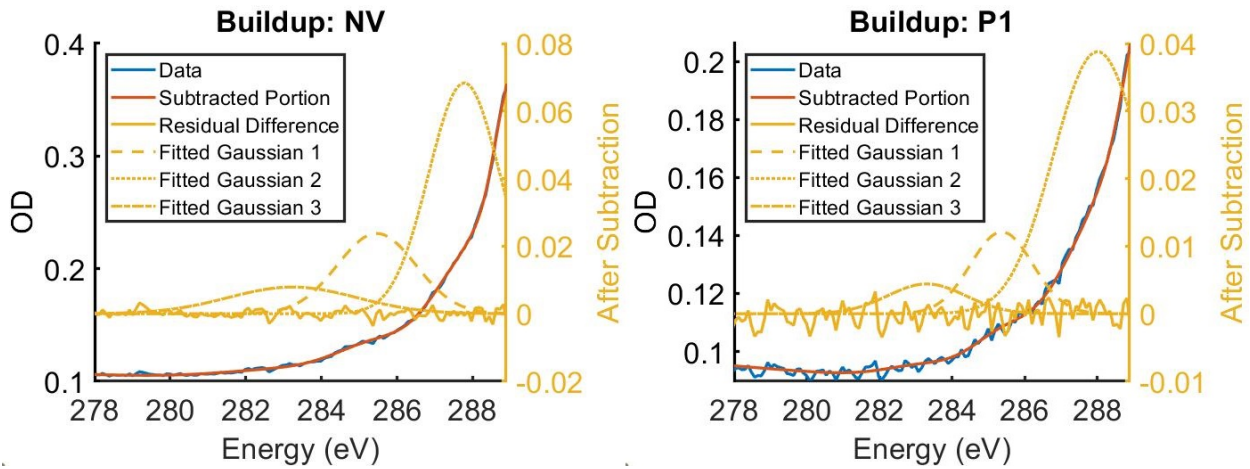 Buildup: NV
0.4
0.3
0.2
0.1
OD
Data
Subtracted Portion
Residual Difference
Fitted Gaussian 1
Fitted Gaussian 2
Fitted Gaussian 3
0.08
0.06
0.04
0.02
0
-0.02
After Subtraction
278 280 282 284 286 288
Energy (eV)
Buildup: P1
0.2
0.18
0.16
0.14
0.12
0.1
OD
Data
Subtracted Portion
Residual Difference
Fitted Gaussian 1
Fitted Gaussian 2
Fitted Gaussian 3
0.04
0.03
0.02
0.01
0
-0.01
After Subtraction
278 280 282 284 286 288
Energy (eV)